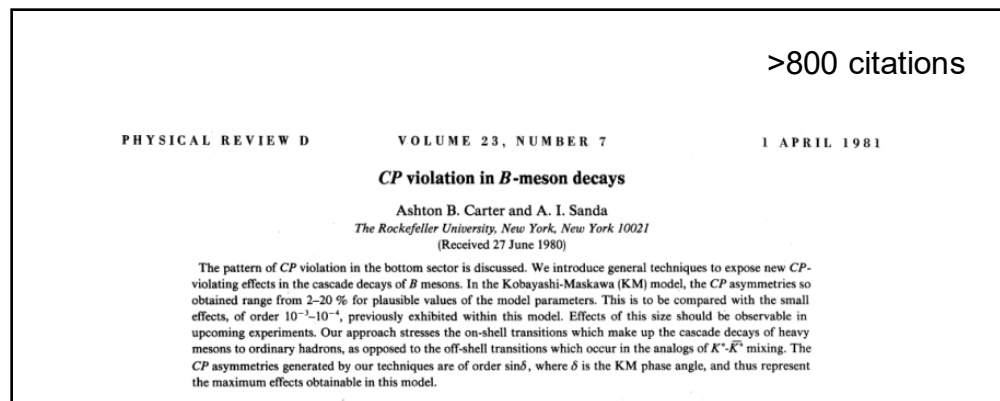 >800 citations
PHYSICAL REVIEW D VOLUME 23, NUMBER 7 1 APRIL 1981
CP violation in B-meson decays
Ashton B. Carter and A. I. Sanda
The Rockefeller University, New York, New York 10021
(Received 27 June 1980)
The pattern of CP violation in the bottom sector is discussed. We introduce general techniques to expose new CP-
violating effects in the cascade decays of B mesons. In the Kobayashi-Maskawa (KM) model, the CP asymmetries so
obtained range from 2–20 % for plausible values of the model parameters. This is to be compared with the small
effects, of order 10⁻³–10⁻⁴, previously exhibited within this model. Effects of this size should be observable in
upcoming experiments. Our approach stresses the on-shell transitions which make up the cascade decays of heavy
mesons to ordinary hadrons, as opposed to the off-shell transitions which occur in the analogs of mixing. The
CP asymmetries generated by our techniques are of order sinδ, where δ is the KM phase angle, and thus represent
the maximum effects obtainable in this model.